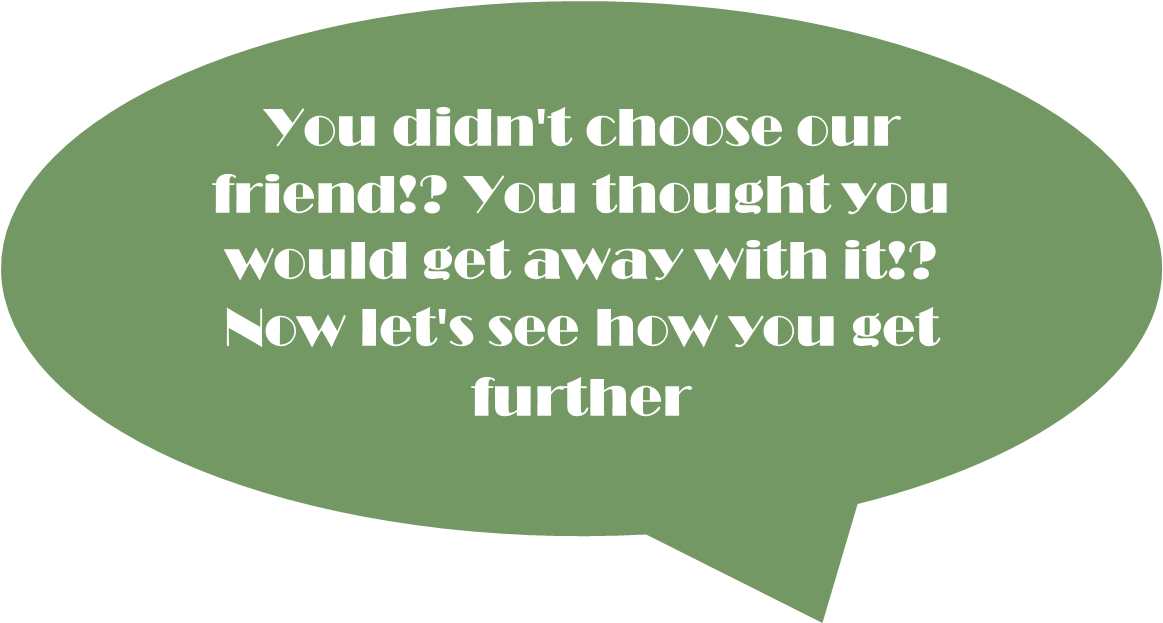 You didn't choose our
friend!? You thought you
would get away with it!?
Now let's see how you get
further